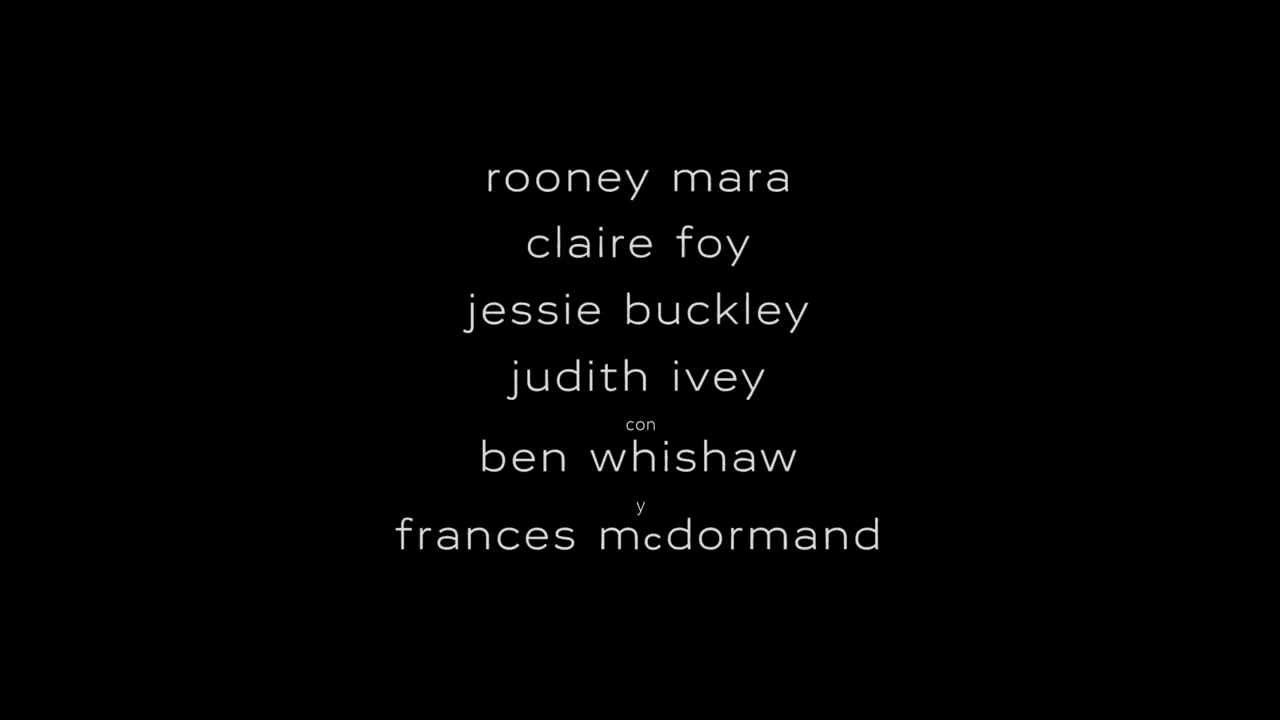 rooney mara
claire foy
jessie buckley
judith ivey
con
ben whishaw
y
frances mcdormand